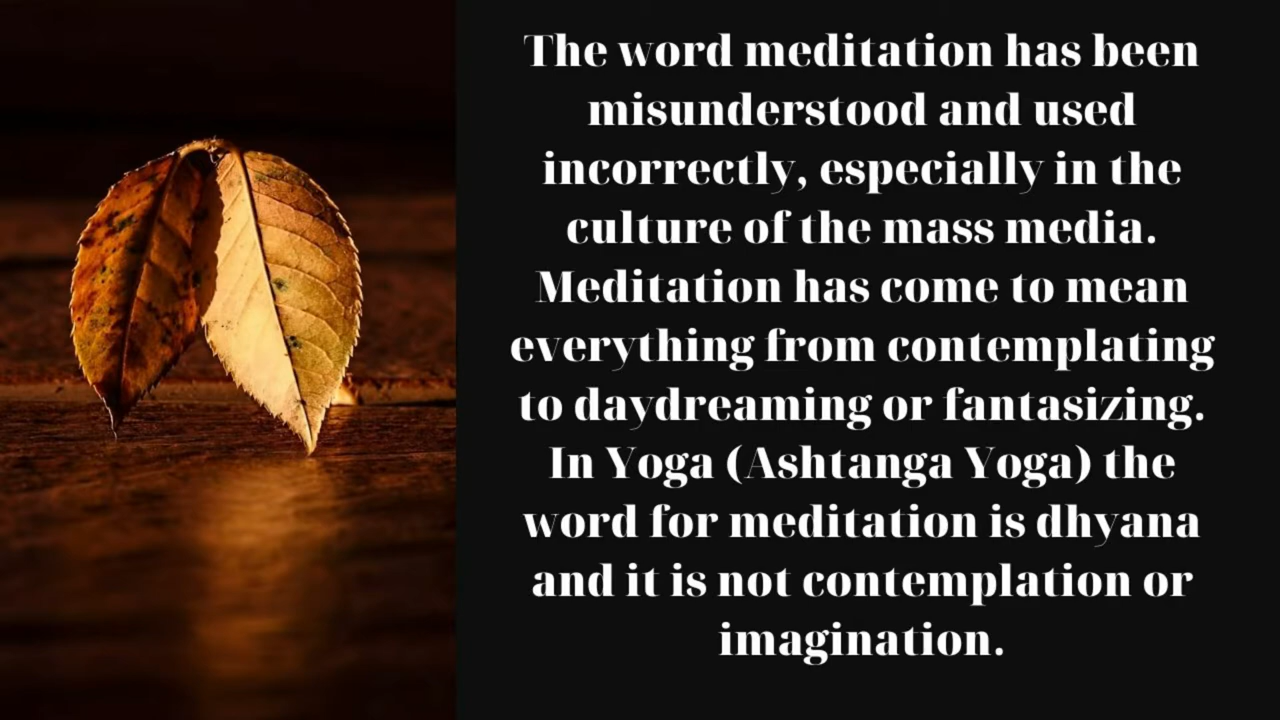 The word meditation has been
misunderstood and used
incorrectly, especially in the
culture of the mass media.
Meditation has come to mean
everything from contemplating
to daydreaming or fantasizing.
In Yoga (Ashtanga Yoga) the
word for meditation is dhyana
and it is not contemplation or
imagination.